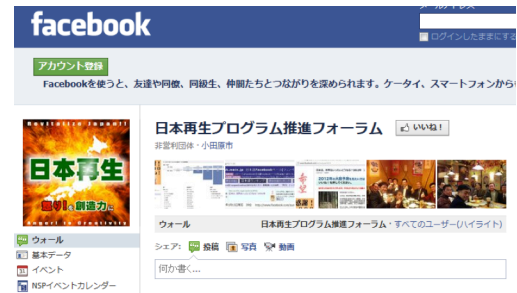 facebook
ログインしたままにする
アカウント登録
Facebookを使うと、友達や同僚、同級生、仲間たちとつながりを深められます。ケータイ、スマートフォンから
Revitalize Japan!!
日本再生
怒り を 創造力 に
Anger to Creativity
日本再生プログラム推進フォーラム
いいね！
非営利団体・小田原市
希望
ウォール
日本再生プログラム推進フォーラム・すべてのユーザー(ハイライト)
シェア: 投稿 写真 動画
何か書く...
ウォール
基本データ
イベント
NSPイベントカレンダー